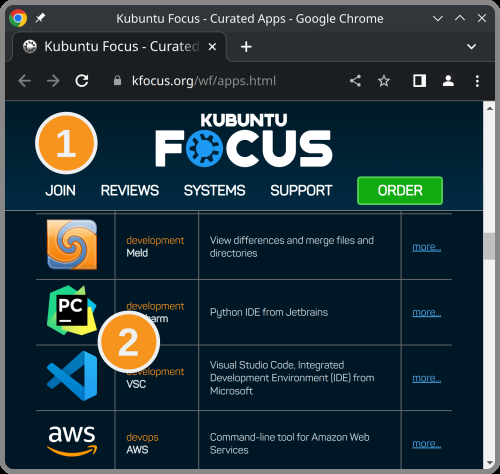 Kubuntu Focus - Curated Apps - Google Chrome
Kubuntu Focus - Curated
kfocus.org/wf/apps.html
1
KUBUNTU
FOCUS
JOIN REVIEWS SYSTEMS SUPPORT ORDER
development
Meld
View differences and merge files and
directories
more...
PC
development
Python IDE from Jetbrains
more...
2
development
VSC
Visual Studio Code, Integrated
Development Environment (IDE) from
Microsoft
more...
aws
devops
AWS
Command-line tool for Amazon Web
Services
more...